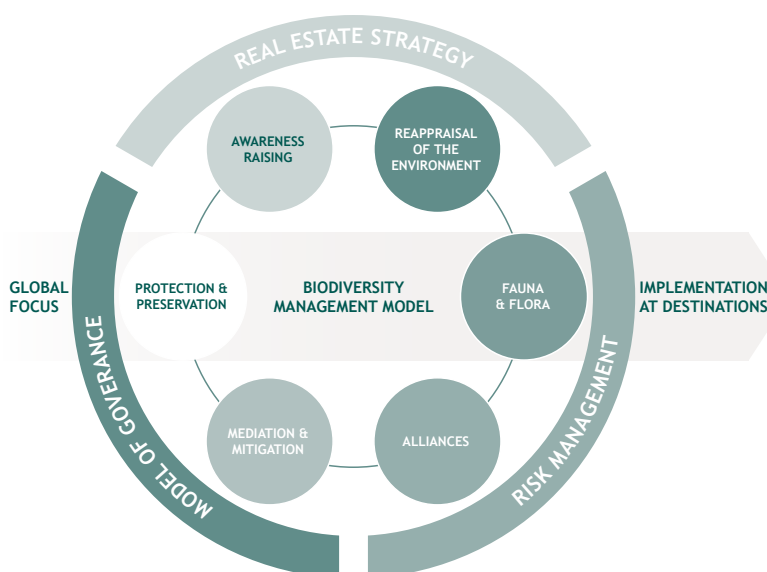 REAL ESTATE STRATEGY
AWARENESS
RAISING
REAPPRAISAL
OF THE
ENVIRONMENT
GLOBAL
FOCUS
PROTECTION &
PRESERVATION
BIODIVERSITY
MANAGEMENT MODEL
FAUNA
& FLORA
IMPLEMENTATION
AT DESTINATIONS
MODEL OF GOVERANCE
MEDIATION &
MITIGATION
ALLIANCES
RISK MANAGEMENT